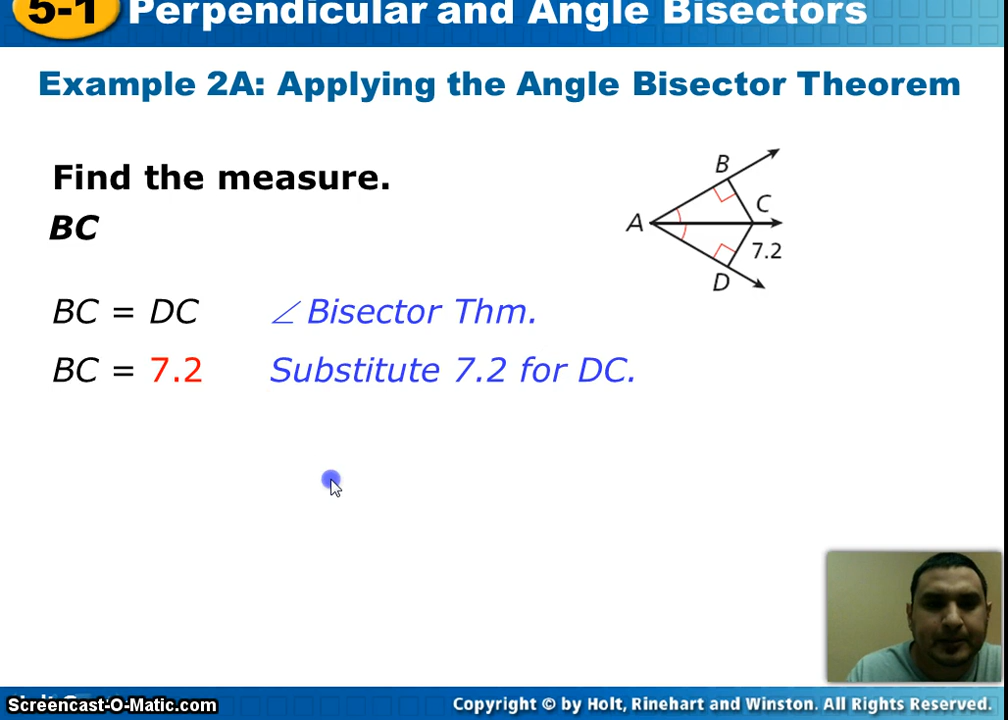 5-1 Perpendicular and Angle Bisectors
Example 2A: Applying the Angle Bisector Theorem
Find the measure.
BC
B
C
A
7.2
D
BC = DC ∠ Bisector Thm.
BC = 7.2 Substitute 7.2 for DC.
Screencast-O-Matic.com
Copyright © by Holt, Rinehart and Winston. All Rights Reserved.